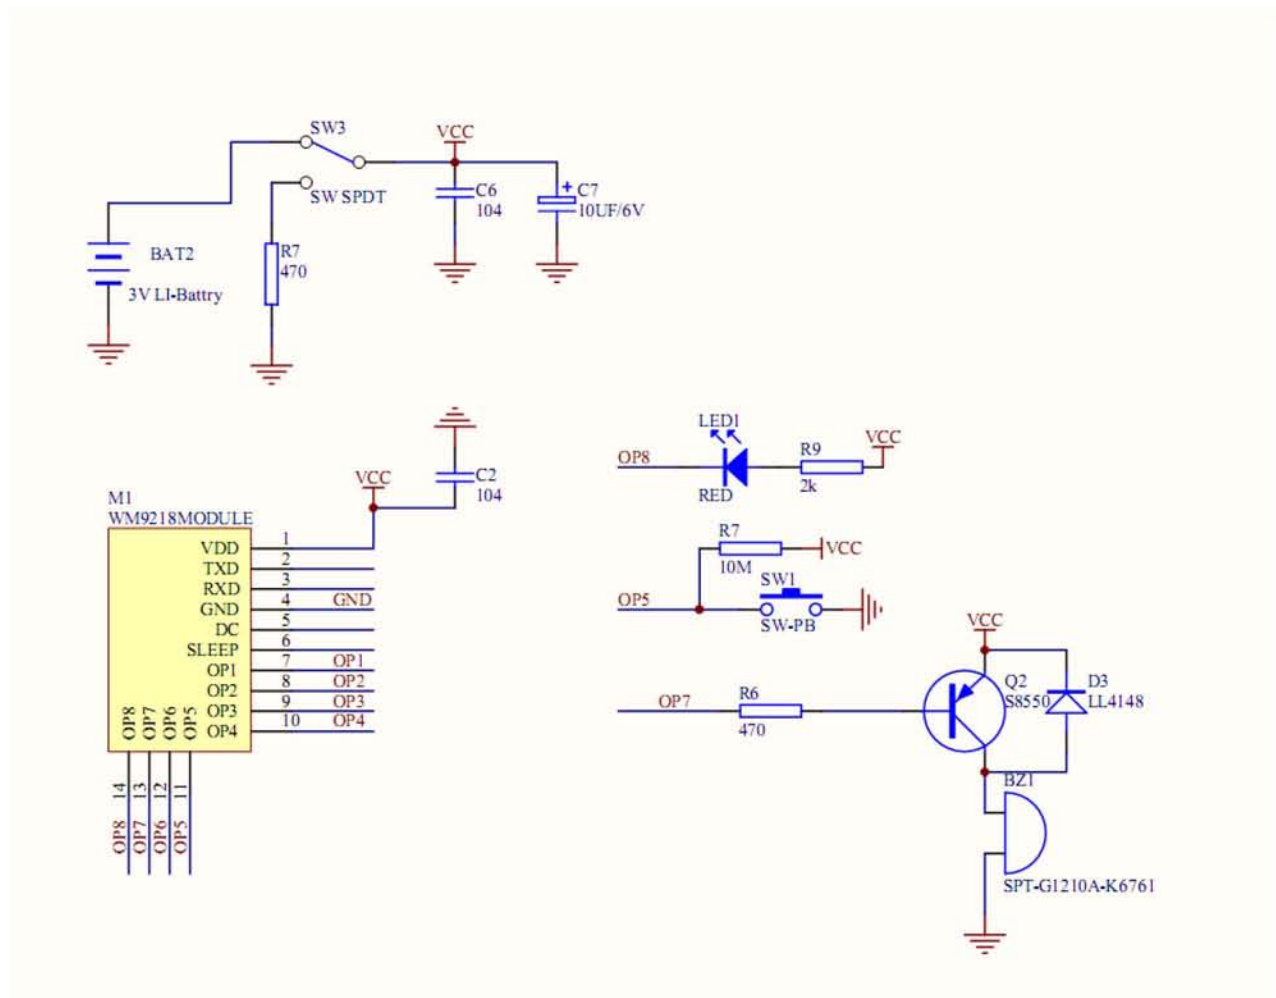 SW3
VCC
SW SPDT
C6
104
C7
10UF/6V
BAT2
3V LI-Battry
R7
470
LED1
OP8
R9
VCC
RED
2k
VCC
C2
104
M1
WM9218MODULE
VDD 1
TXD 2
RXD 3
GND 4 GND
DC 5
SLEEP 6
OP1 7 OP1
OP2 8 OP2
OP3 9 OP3
OP4 10 OP4
OP8 OP7 OP6 OP5
14 13 12 11
OP8 OP7 OP6 OP5
R7
10M
VCC
OP5
SW1
SW-PB
VCC
OP7
R6
470
Q2
S8550
D3
LL4148
BZ1
SPT-G1210A-K6761